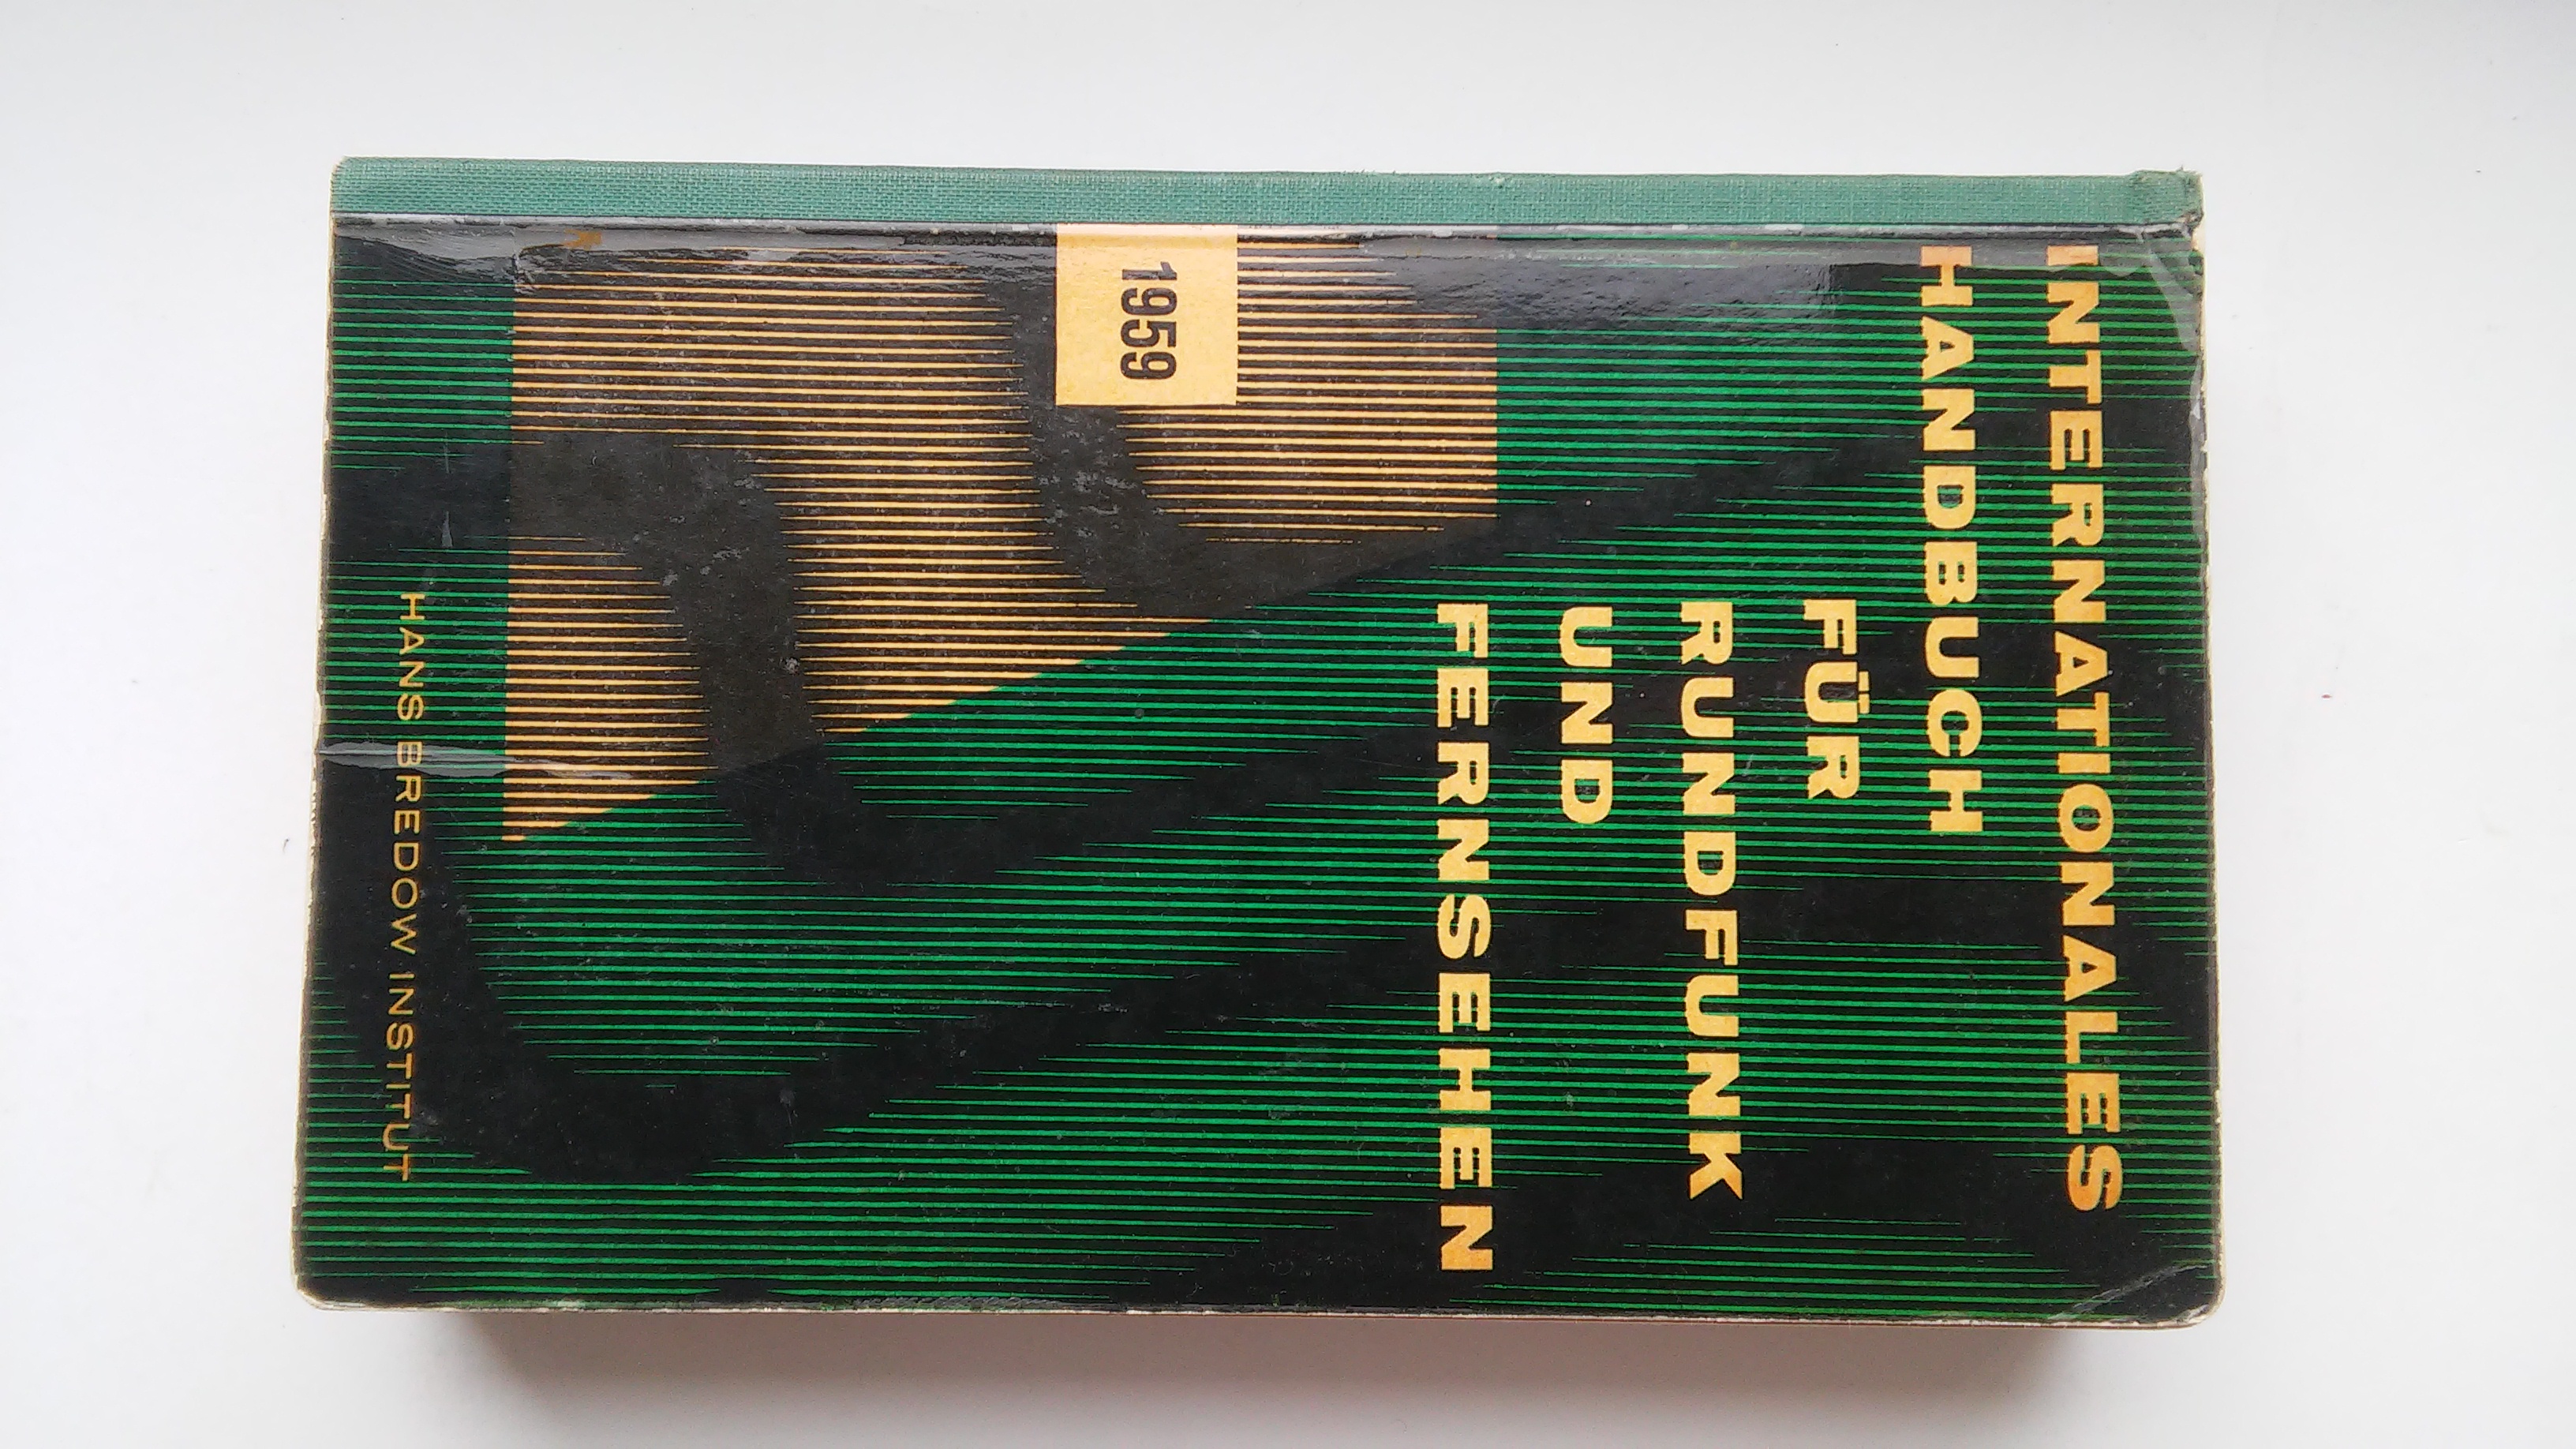 INTERNATIONALES
HANDBUCH
FÜR
RUNDFUNK
UND
FERNSEHEN
1959
HANS BREDOW INSTITUT